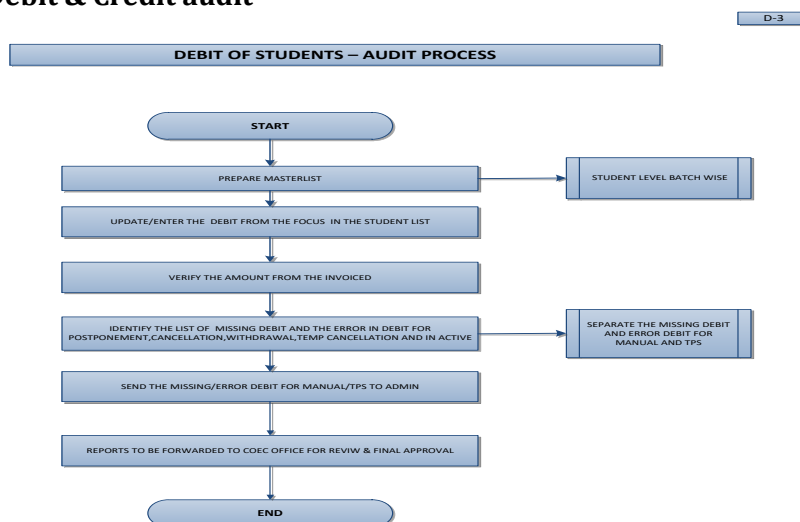 Debit & Credit audit
D-3
DEBIT OF STUDENTS – AUDIT PROCESS
START
PREPARE MASTERLIST
STUDENT LEVEL BATCH WISE
UPDATE/ENTER THE DEBIT FROM THE FOCUS IN THE STUDENT LIST
VERIFY THE AMOUNT FROM THE INVOICED
IDENTIFY THE LIST OF MISSING DEBIT AND THE ERROR IN DEBIT FOR
POSTPONEMENT,CANCELLATION,WITHDRAWAL,TEMP CANCELLATION AND IN ACTIVE
SEPARATE THE MISSING DEBIT
AND ERROR DEBIT FOR
MANUAL AND TPS
SEND THE MISSING/ERROR DEBIT FOR MANUAL/TPS TO ADMIN
REPORTS TO BE FORWARDED TO COEC OFFICE FOR REVIW & FINAL APPROVAL
END